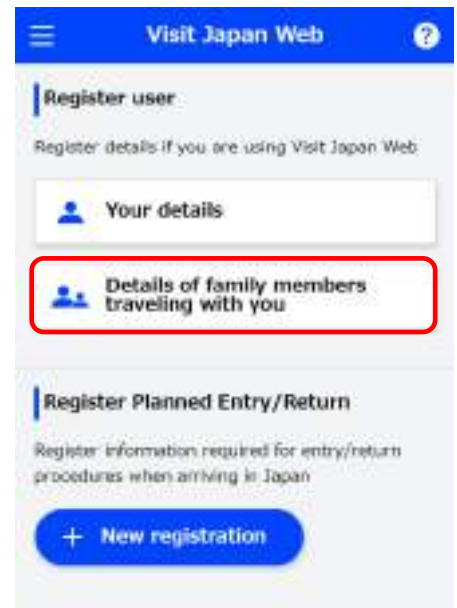 Visit Japan Web
?
Register user
Register details if you are using Visit Japan Web
Your details
Details of family members
traveling with you
Register Planned Entry/Return
Register information required for entry/return
procedures when arriving in Japan
+ New registration